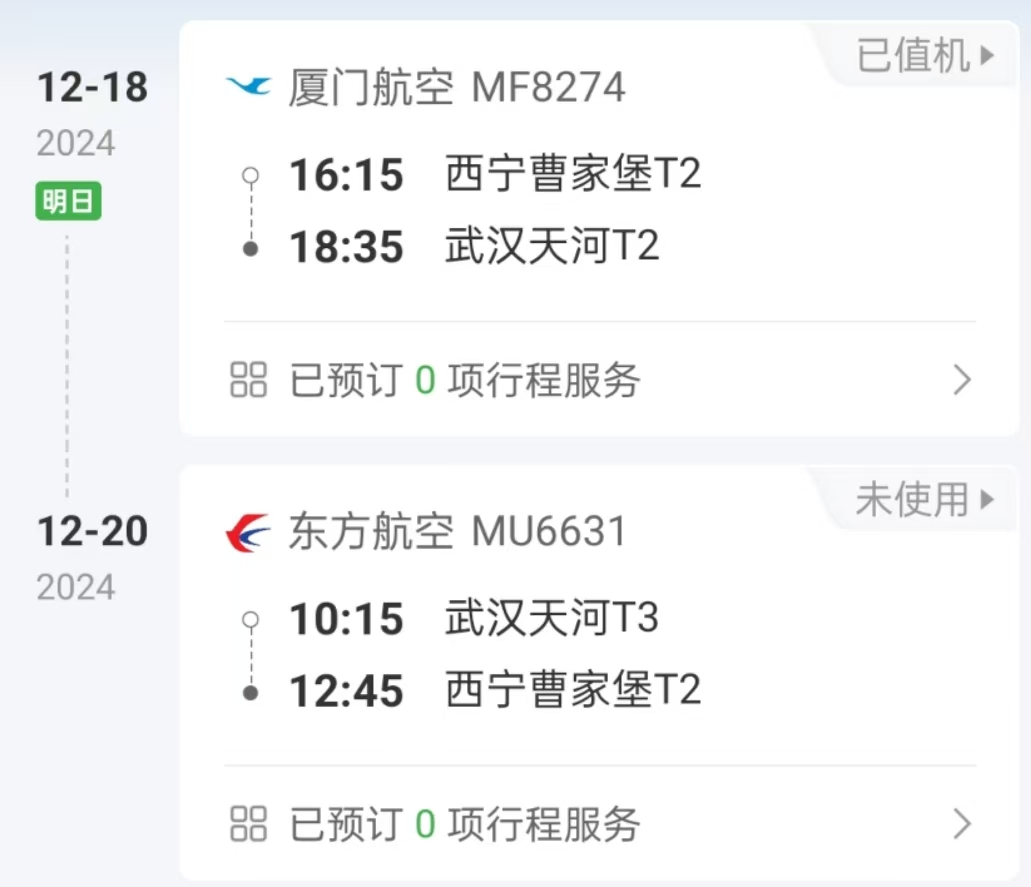 12-18
2024
明日
厦门航空 MF8274
已值机
16:15 西宁曹家堡T2
18:35 武汉天河T2
已预订 0 项行程服务
12-20
2024
东方航空 MU6631
未使用
10:15 武汉天河T3
12:45 西宁曹家堡T2
已预订 0 项行程服务